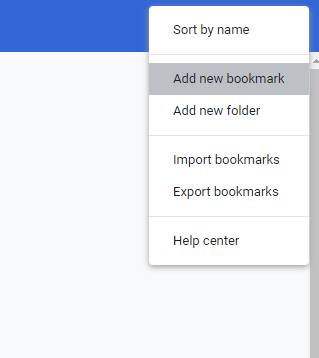 Sort by name
Add new bookmark
Add new folder
Import bookmarks
Export bookmarks
Help center